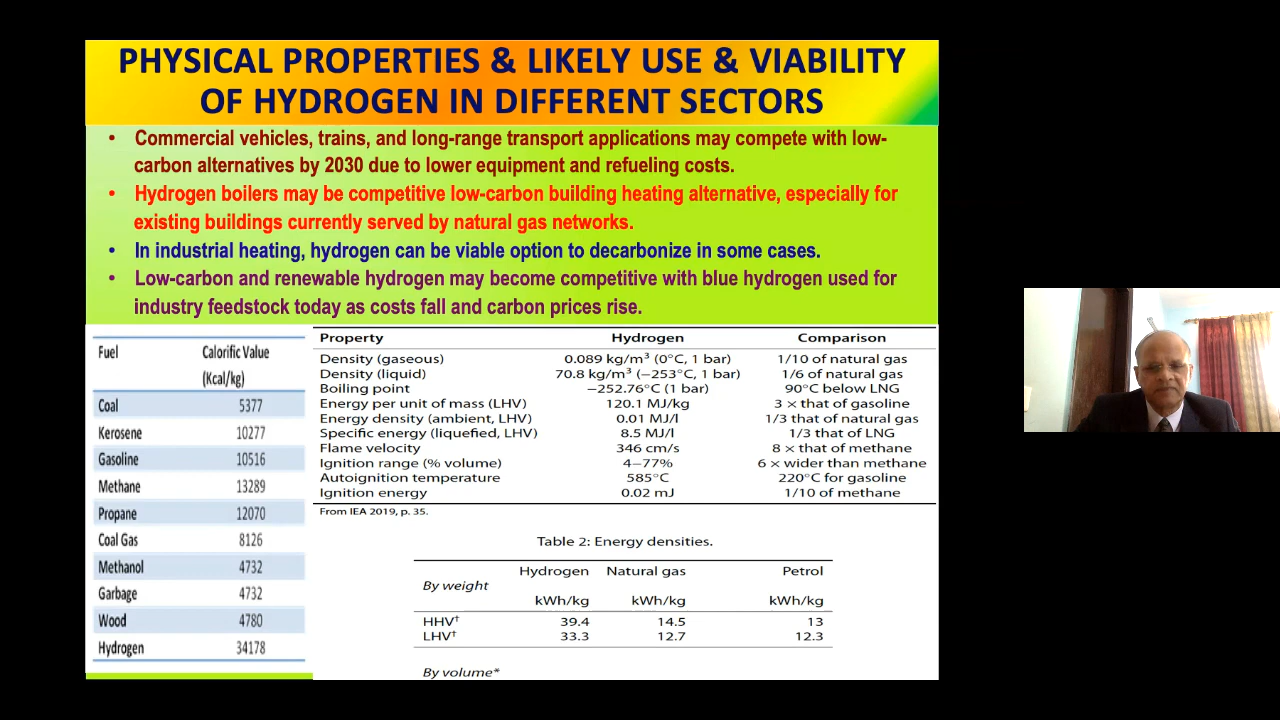 PHYSICAL PROPERTIES & LIKELY USE & VIABILITY
OF HYDROGEN IN DIFFERENT SECTORS
• Commercial vehicles, trains, and long-range transport applications may compete with low-
carbon alternatives by 2030 due to lower equipment and refueling costs.
• Hydrogen boilers may be competitive low-carbon building heating alternative, especially for
existing buildings currently served by natural gas networks.
• In industrial heating, hydrogen can be viable option to decarbonize in some cases.
• Low-carbon and renewable hydrogen may become competitive with blue hydrogen used for
industry feedstock today as costs fall and carbon prices rise.
Fuel Calorific Value
(Kcal/kg)
Coal 5377
Kerosene 10277
Gasoline 10516
Methane 13289
Propane 12070
Coal Gas 8126
Methanol 4732
Garbage 4732
Wood 4780
Hydrogen 34178
Property Hydrogen Comparison
Density (gaseous) 0.089 kg/m³ (0°C, 1 bar) 1/10 of natural gas
Density (liquid) 70.8 kg/m³ (−253°C, 1 bar) 1/6 of natural gas
Boiling point −252.76°C (1 bar) 90°C below LNG
Energy per unit of mass (LHV) 120.1 MJ/kg 3 × that of gasoline
Energy density (ambient, LHV) 0.01 MJ/l 1/3 that of natural gas
Specific energy (liquefied, LHV) 8.5 MJ/l 1/3 that of LNG
Flame velocity 346 cm/s 8 × that of methane
Ignition range (% volume) 4–77% 6 × wider than methane
Autoignition temperature 585°C 220°C for gasoline
Ignition energy 0.02 mJ 1/10 of methane
From IEA 2019, p. 35.
Table 2: Energy densities.
By weight Hydrogen Natural gas Petrol
kWh/kg kWh/kg kWh/kg
HHV† 39.4 14.5 13
LHV† 33.3 12.7 12.3
By volume*